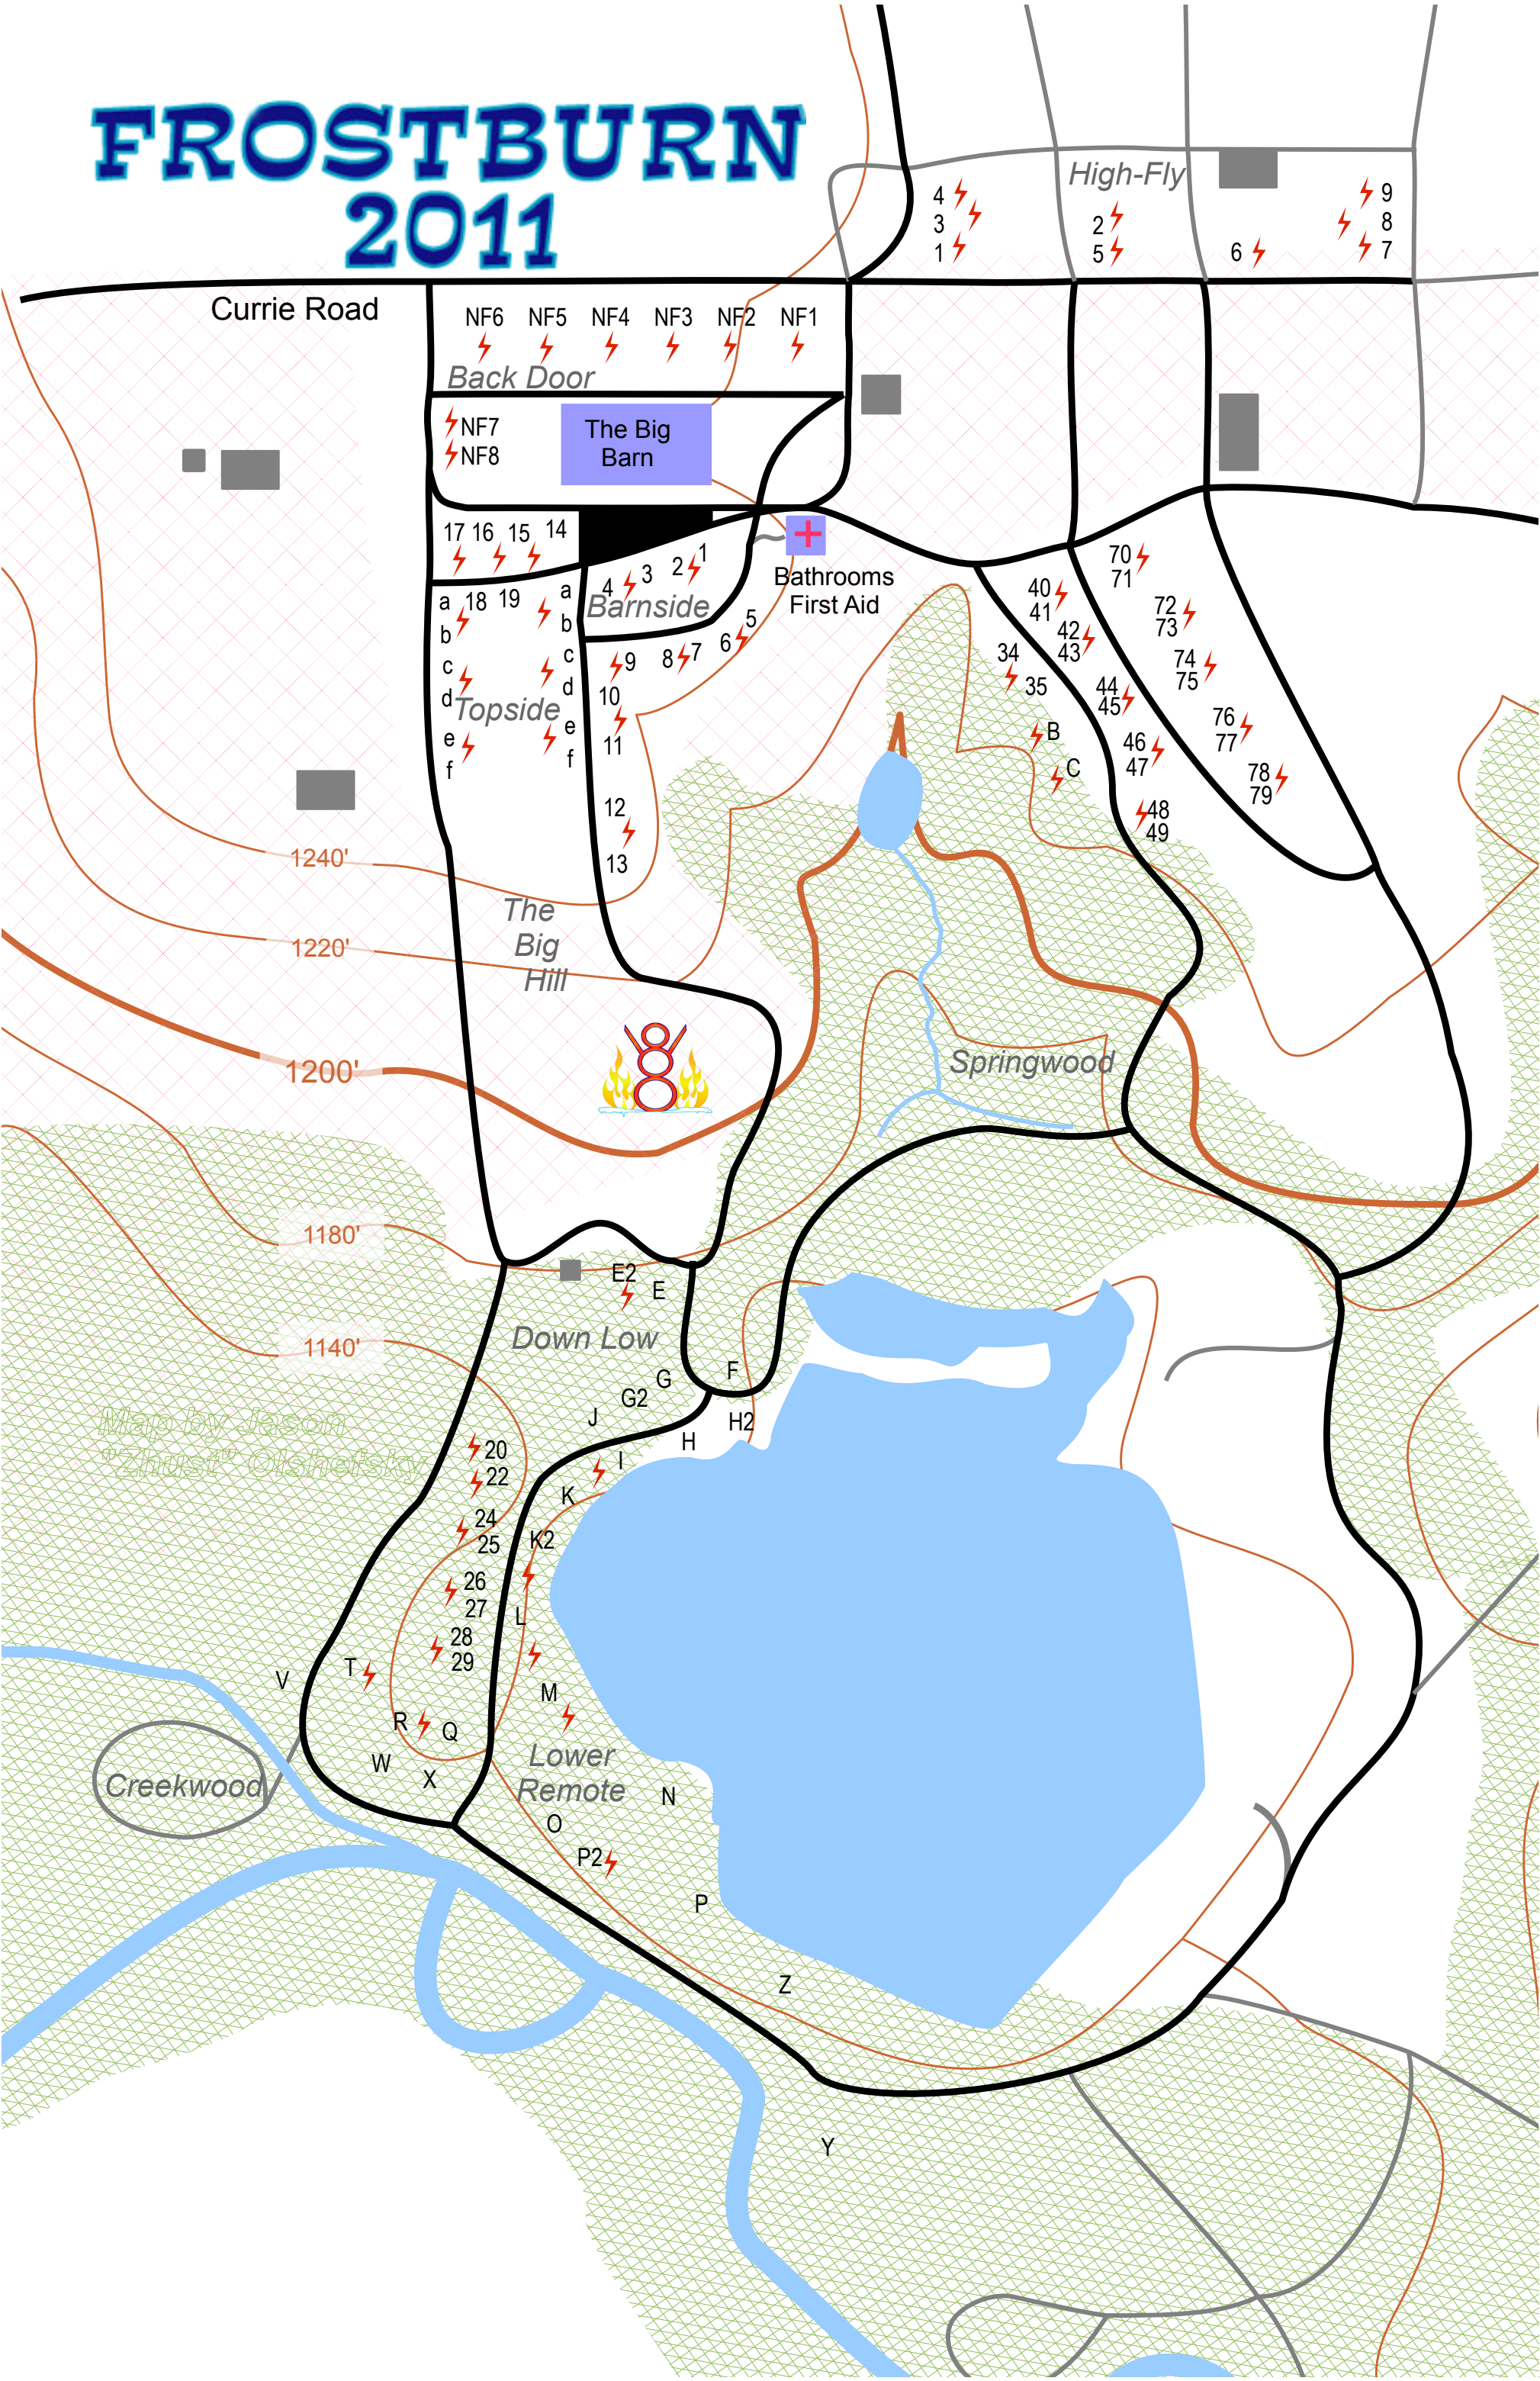 FROSTBURN
2011
High-Fly
4
3
1
2
5
6
9
8
7
Currie Road
NF6 NF5 NF4 NF3 NF2 NF1
Back Door
NF7
NF8
The Big
Barn
17 16 15 14
Bathrooms
First Aid
1
2
3
4
Barnside
a 18 19 a
b b
c c
d d
Topside
e e
f f
5
6
7
8
9
10
11
12
13
70
71
72
73
74
75
76
77
78
79
40
41
42
43
44
45
46
47
48
49
34
35
B
C
1240'
1220'
1200'
1180'
1140'
The
Big
Hill
Springwood
E2
E
Down Low
F
G
G2
J
H2
H
I
K
K2
L
M
Map by Jason
"Zhust" Olshefsky
20
22
24
25
26
27
28
29
V
T
R
Q
W
X
Creekwood
Lower
Remote
N
O
P2
P
Z
Y